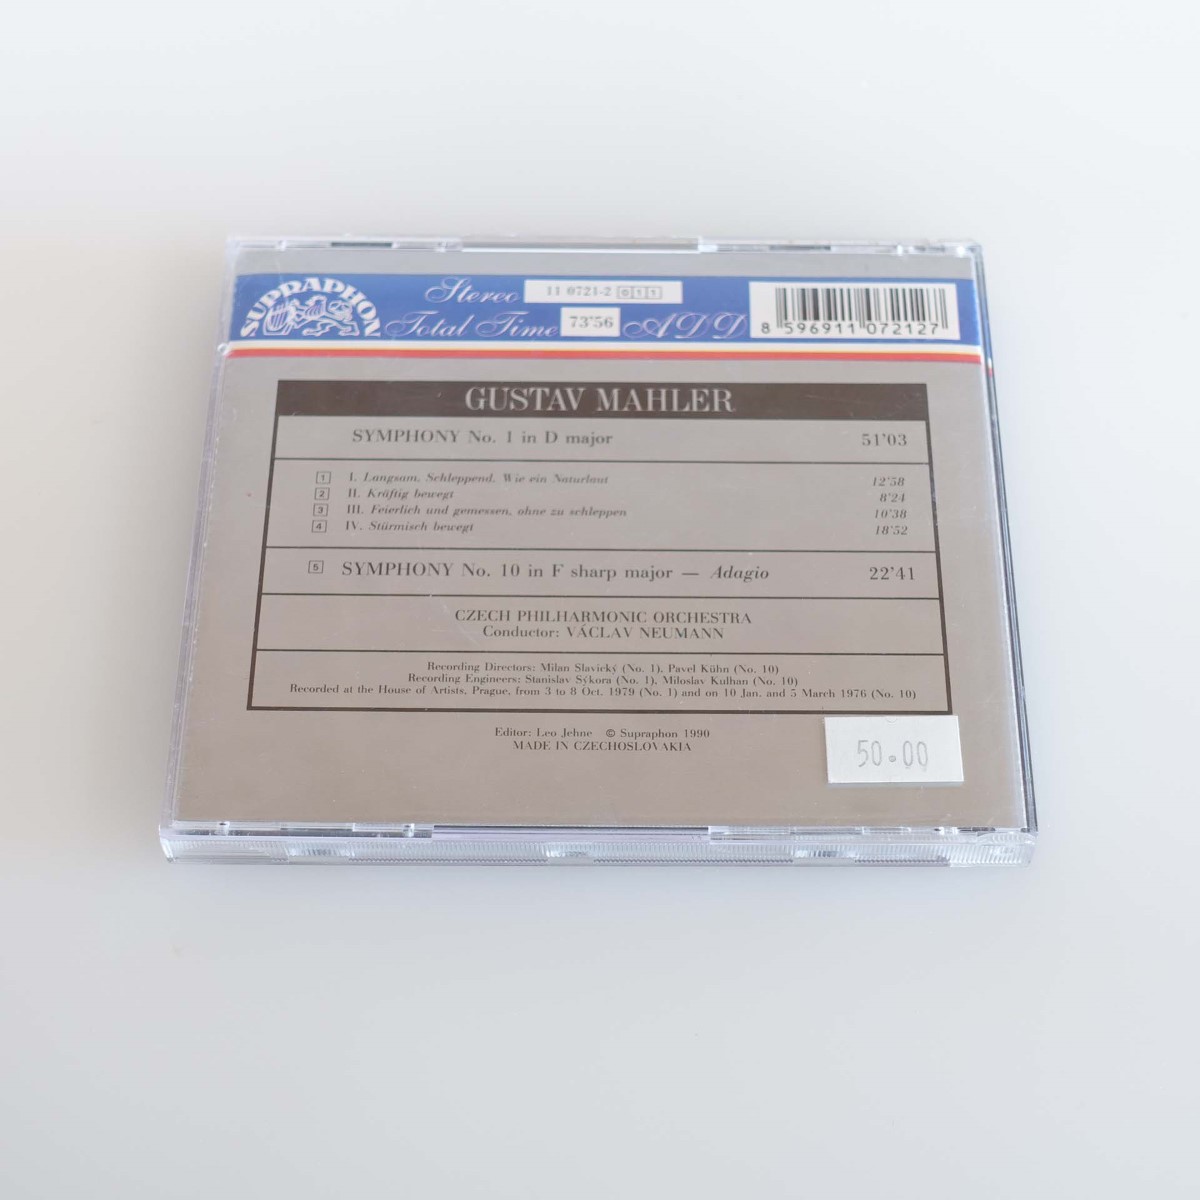 SUPRAPHON
Stereo 11 0721-2 011
Total Time 73'56 ADD
8 596911 072127
GUSTAV MAHLER
SYMPHONY No. 1 in D major 51'03
1 I. Langsam. Schleppend. Wie ein Naturlaut 12'58
2 II. Kräftig bewegt 8'24
3 III. Feierlich und gemessen, ohne zu schleppen 10'38
4 IV. Stürmisch bewegt 18'52
5 SYMPHONY No. 10 in F sharp major — Adagio 22'41
CZECH PHILHARMONIC ORCHESTRA
Conductor: VÁCLAV NEUMANN
Recording Directors: Milan Slavický (No. 1), Pavel Kühn (No. 10)
Recording Engineers: Stanislav Sýkora (No. 1), Miloslav Kulhan (No. 10)
Recorded at the House of Artists, Prague, from 3 to 8 Oct. 1979 (No. 1) and on 10 Jan. and 5 March 1976 (No. 10)
Editor: Leo Jehne © Supraphon 1990
MADE IN CZECHOSLOVAKIA
50.00